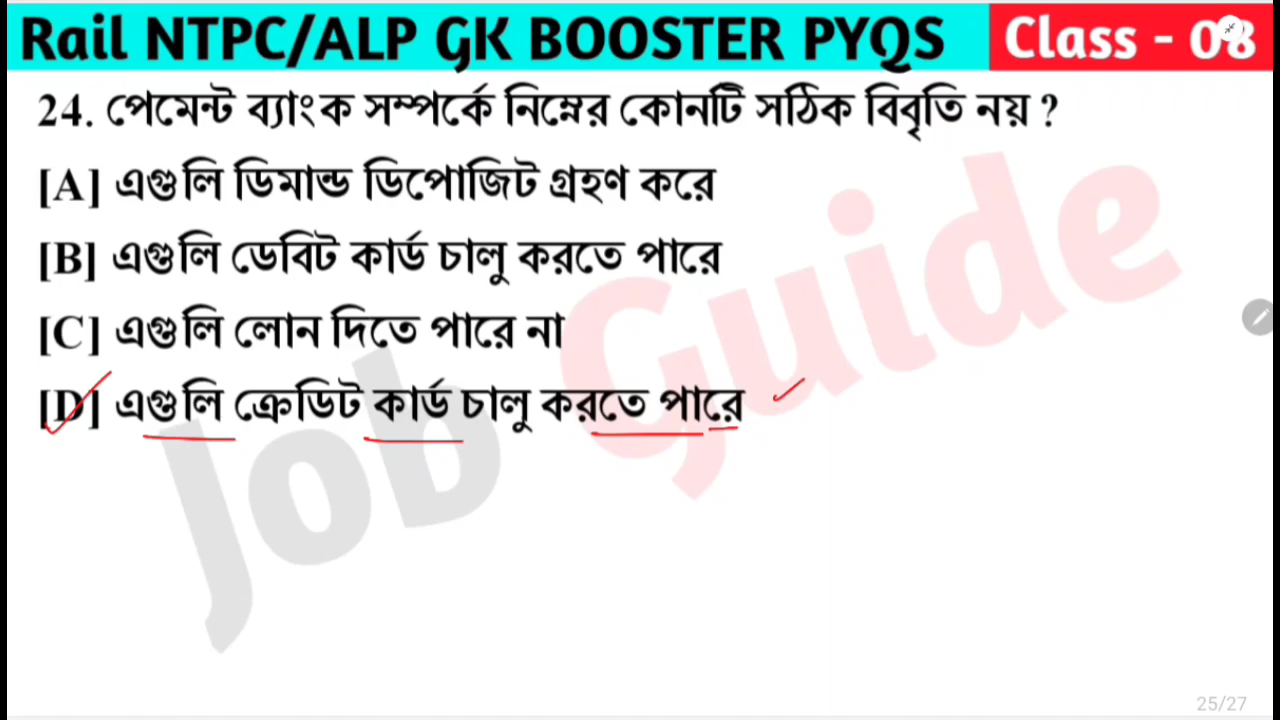 Rail NTPC/ALP GK BOOSTER PYQS Class - 08
24. পেমেন্ট ব্যাংক সম্পর্কে নিম্নের কোনটি সঠিক বিবৃতি নয় ?
[A] এগুলি ডিমান্ড ডিপোজিট গ্রহণ করে
[B] এগুলি ডেবিট কার্ড চালু করতে পারে
[C] এগুলি লোন দিতে পারে না
[D] এগুলি ক্রেডিট কার্ড চালু করতে পারে
Job Guide
25/27